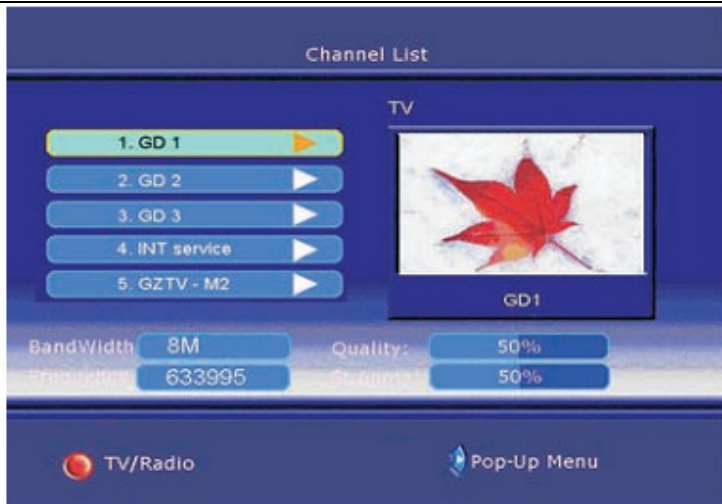 Channel List
TV
1. GD 1
2. GD 2
3. GD 3
4. INT service
5. GZTV - M2
GD1
BandWidth 8M
Quality: 50%
633995
50%
TV/Radio
Pop-Up Menu